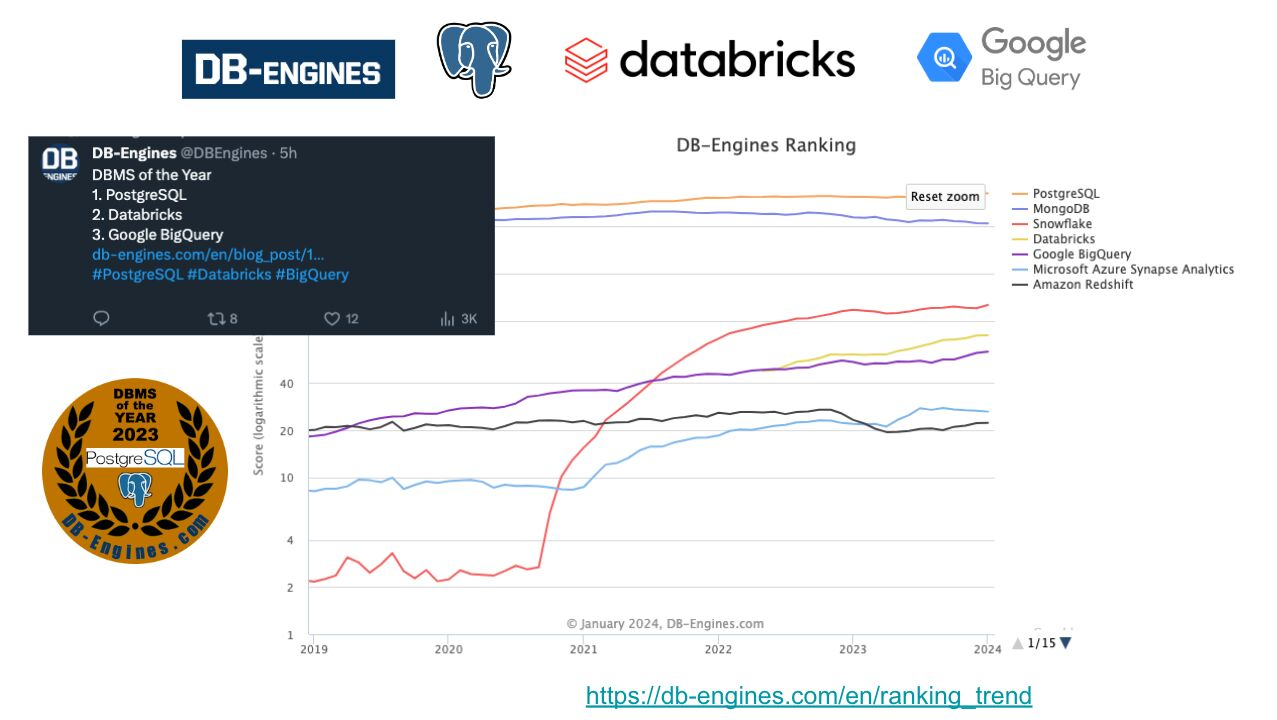 DB-ENGINES
databricks
Google
Big Query
DB-Engines @DBEngines · 5h
DBMS of the Year
1. PostgreSQL
2. Databricks
3. Google BigQuery
db-engines.com/en/blog_post/1...
#PostgreSQL #Databricks #BigQuery
8
12
3K
DB
ENGINES
DB-Engines Ranking
Reset zoom
PostgreSQL
MongoDB
Snowflake
Databricks
Google BigQuery
Microsoft Azure Synapse Analytics
Amazon Redshift
Score (logarithmic scale
40
20
10
4
2
1
© January 2024, DB-Engines.com
2019
2020
2021
2022
2023
2024
1/15
DBMS
of the
YEAR
2023
PostgreSQL
DB-Engines.com
https://db-engines.com/en/ranking_trend